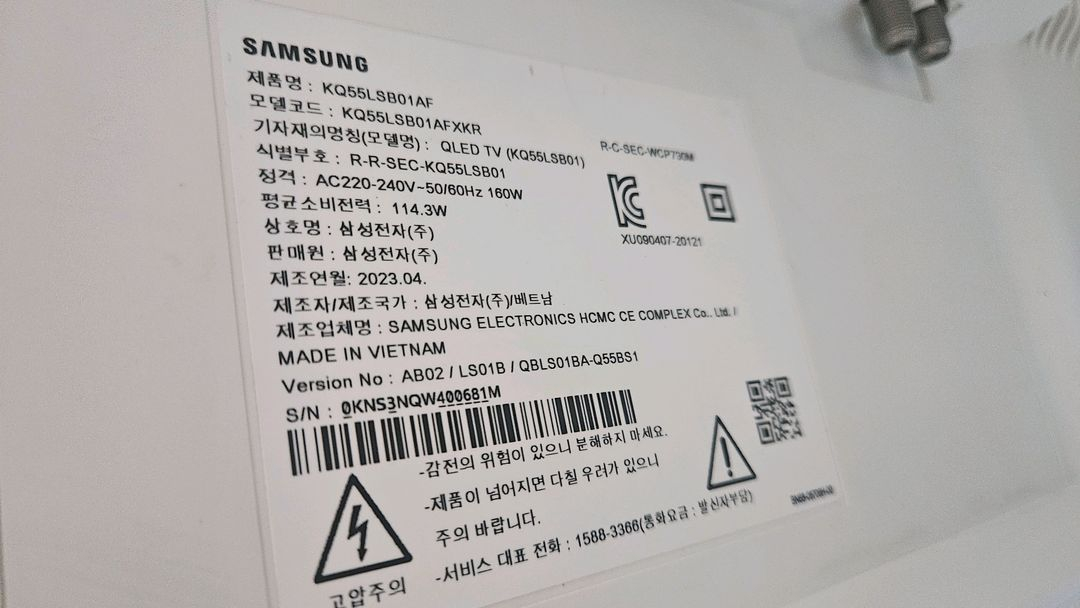 SAMSUNG
제품명 : KQ55LSB01AF
모델코드 : KQ55LSB01AFXKR
기자재의명칭(모델명) : QLED TV (KQ55LSB01)
식별부호 : R-R-SEC-KQ55LSB01
정격 : AC220-240V~50/60Hz 160W
평균소비전력 : 114.3W
상호명 : 삼성전자(주)
판매원 : 삼성전자(주)
제조연월: 2023.04.
제조자/제조국가 : 삼성전자(주)/베트남
제조업체명 : SAMSUNG ELECTRONICS HCMC CE COMPLEX Co.. Ltd. /
MADE IN VIETNAM
Version No : AB02 / LS01B / QBLS01BA-Q55BS1
S/N : 0KNS3NQW400681M
R-C-SEC-WCP730M
XU090407-20121
-감전의 위험이 있으니 분해하지 마세요.
-제품이 넘어지면 다칠 우려가 있으니
주의 바랍니다.
-서비스 대표 전화 : 1588-3366(통화요금 : 발신자부담)
고압주의